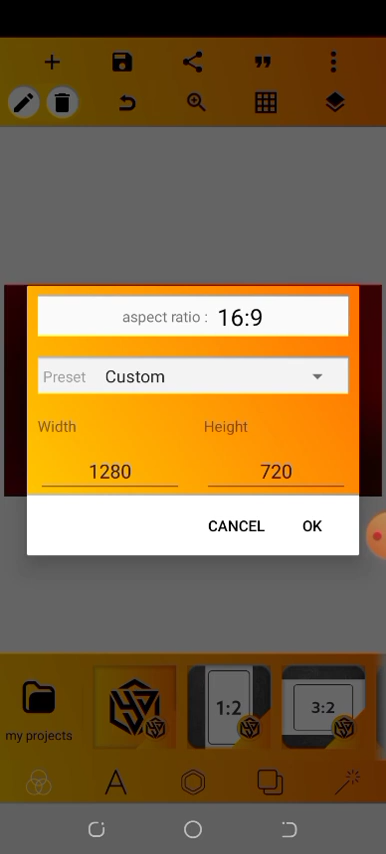 aspect ratio : 16:9
Preset Custom
Width Height
1280 720
CANCEL OK
1:2
3:2
my projects